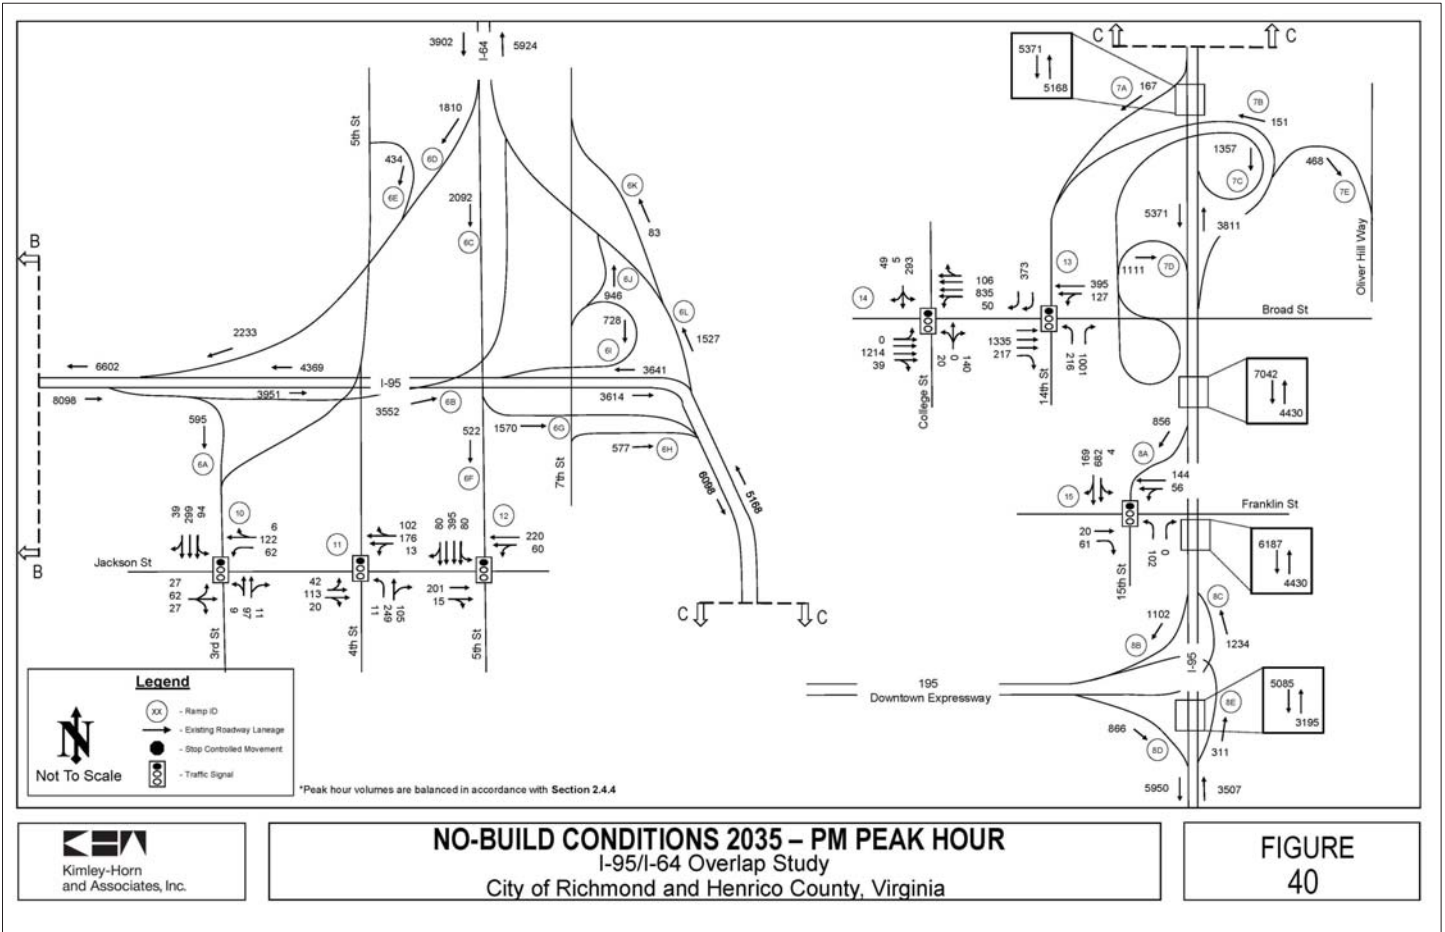 3902
I-64
5924
1810
5th St
434
6D
6E
2092
6C
6K
83
6J
946
728
6I
6L
1527
B
2233
6602
4369
3641
I-95
8098
3951
3552
6B
3614
595
6A
522
1570
6G
577
6H
6F
7th St
6098
5168
39
299
94
10
6
122
62
11
102
176
13
80
395
80
12
220
60
Jackson St
27
62
27
9
97
11
42
113
20
11
249
105
201
15
B
3rd St
4th St
5th St
C
C
C
C
5371
5168
7A
167
7B
151
1357
7C
468
7E
5371
3811
Oliver Hill Way
1111
7D
49
5
293
14
106
835
50
373
13
395
127
Broad St
0
1214
39
20
0
140
1335
217
216
1001
College St
14th St
7042
4430
856
8A
169
682
4
15
144
56
Franklin St
20
61
102
0
15th St
6187
4430
1102
8C
8B
1234
I-95
195
Downtown Expressway
5085
3195
8E
866
8D
311
5950
3507
Legend
XX - Ramp ID
- Existing Roadway Laneage
- Stop Controlled Movement
- Traffic Signal
N
Not To Scale
*Peak hour volumes are balanced in accordance with Section 2.4.4
Kimley-Horn
and Associates, Inc.
NO-BUILD CONDITIONS 2035 – PM PEAK HOUR
I-95/I-64 Overlap Study
City of Richmond and Henrico County, Virginia
FIGURE
40